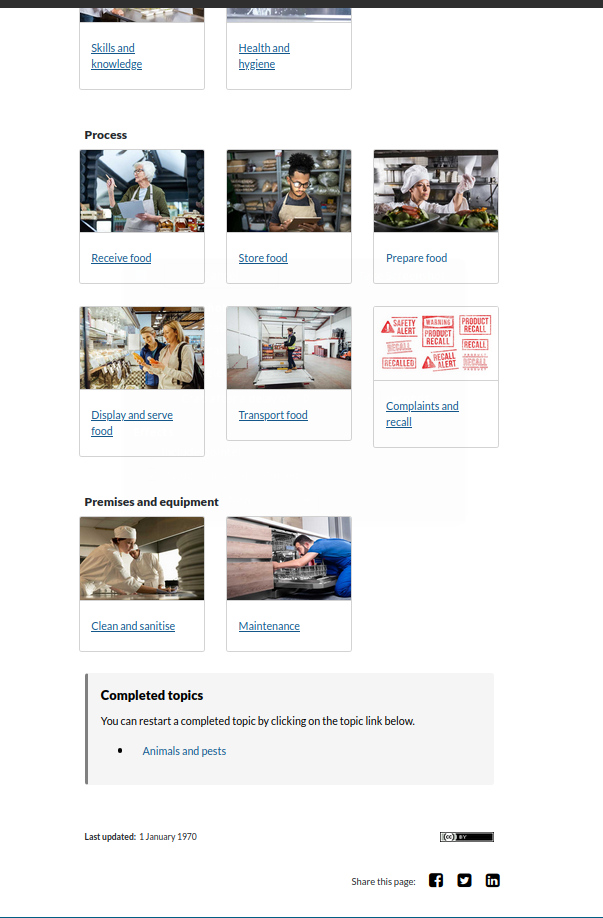 Skills and
knowledge
Health and
hygiene
Process
Receive food
Store food
Prepare food
SAFETY
ALERT
WARNING
PRODUCT
RECALL
PRODUCT
RECALL
RECALL
RECALL
RECALLED
RECALL
ALERT
Display and serve
food
Transport food
Complaints and
recall
Premises and equipment
Clean and sanitise
Maintenance
Completed topics
You can restart a completed topic by clicking on the topic link below.
• Animals and pests
Last updated: 1 January 1970
(cc) BY
Share this page: